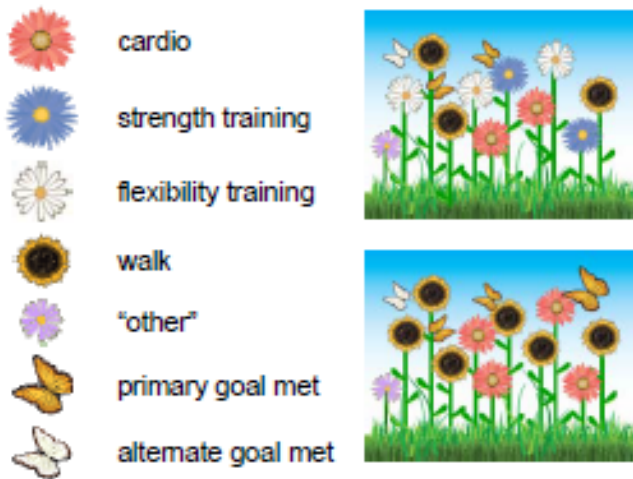 cardio
strength training
flexibility training
walk
“other”
primary goal met
alternate goal met